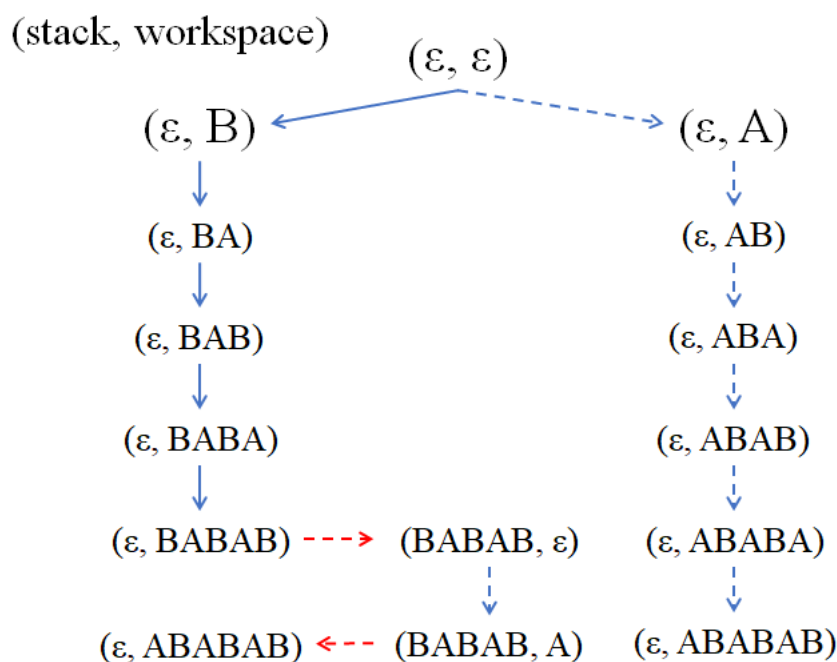 (stack, workspace)
(ε, ε)
(ε, B) (ε, A)
(ε, BA) (ε, AB)
(ε, BAB) (ε, ABA)
(ε, BABA) (ε, ABAB)
(ε, BABAB) (BABAB, ε) (ε, ABABA)
(ε, ABABAB) (BABAB, A) (ε, ABABAB)